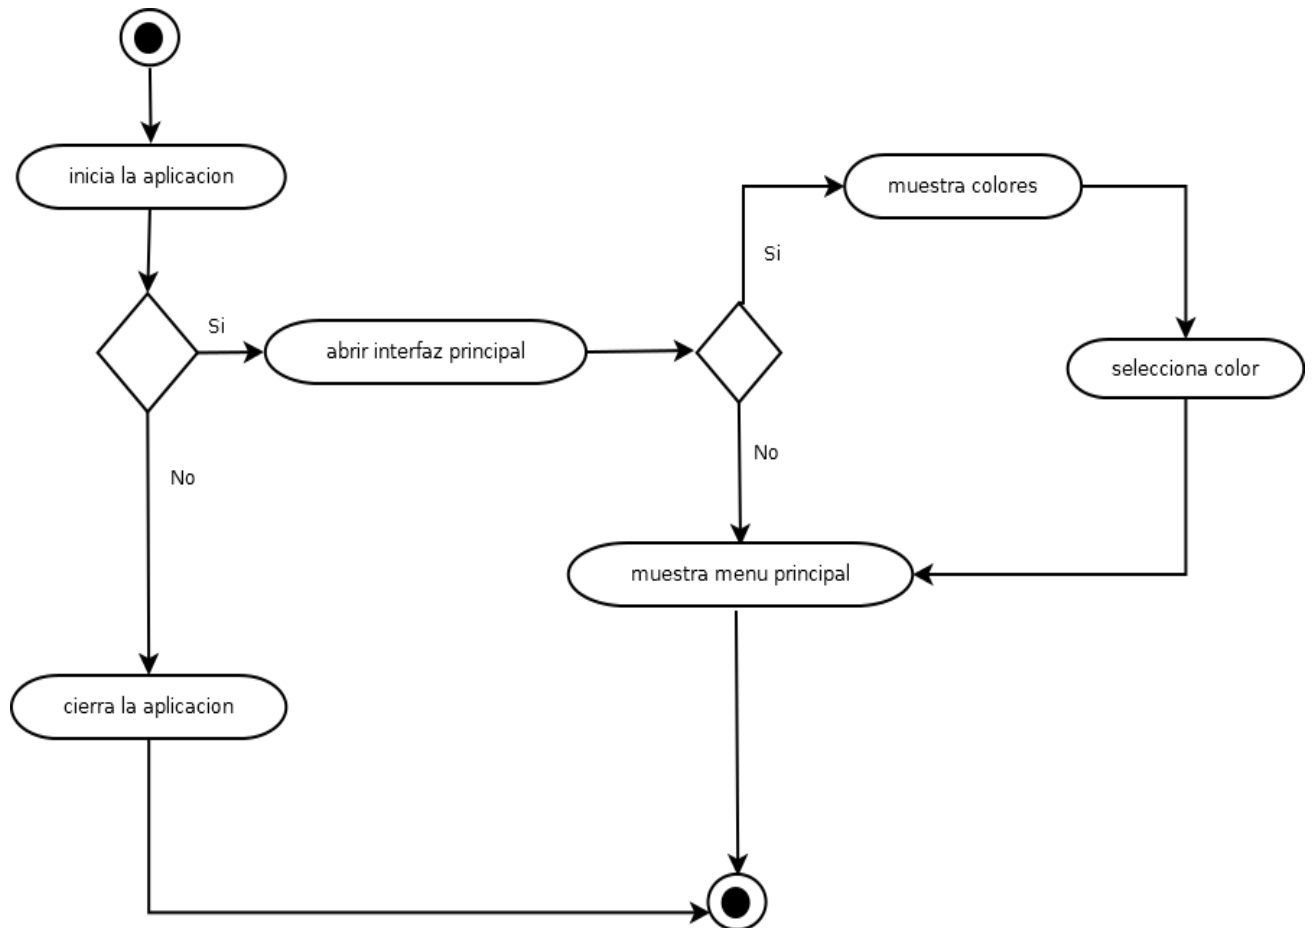 inicia la aplicacion
muestra colores
Si
Si
abrir interfaz principal
selecciona color
No
No
muestra menu principal
cierra la aplicacion